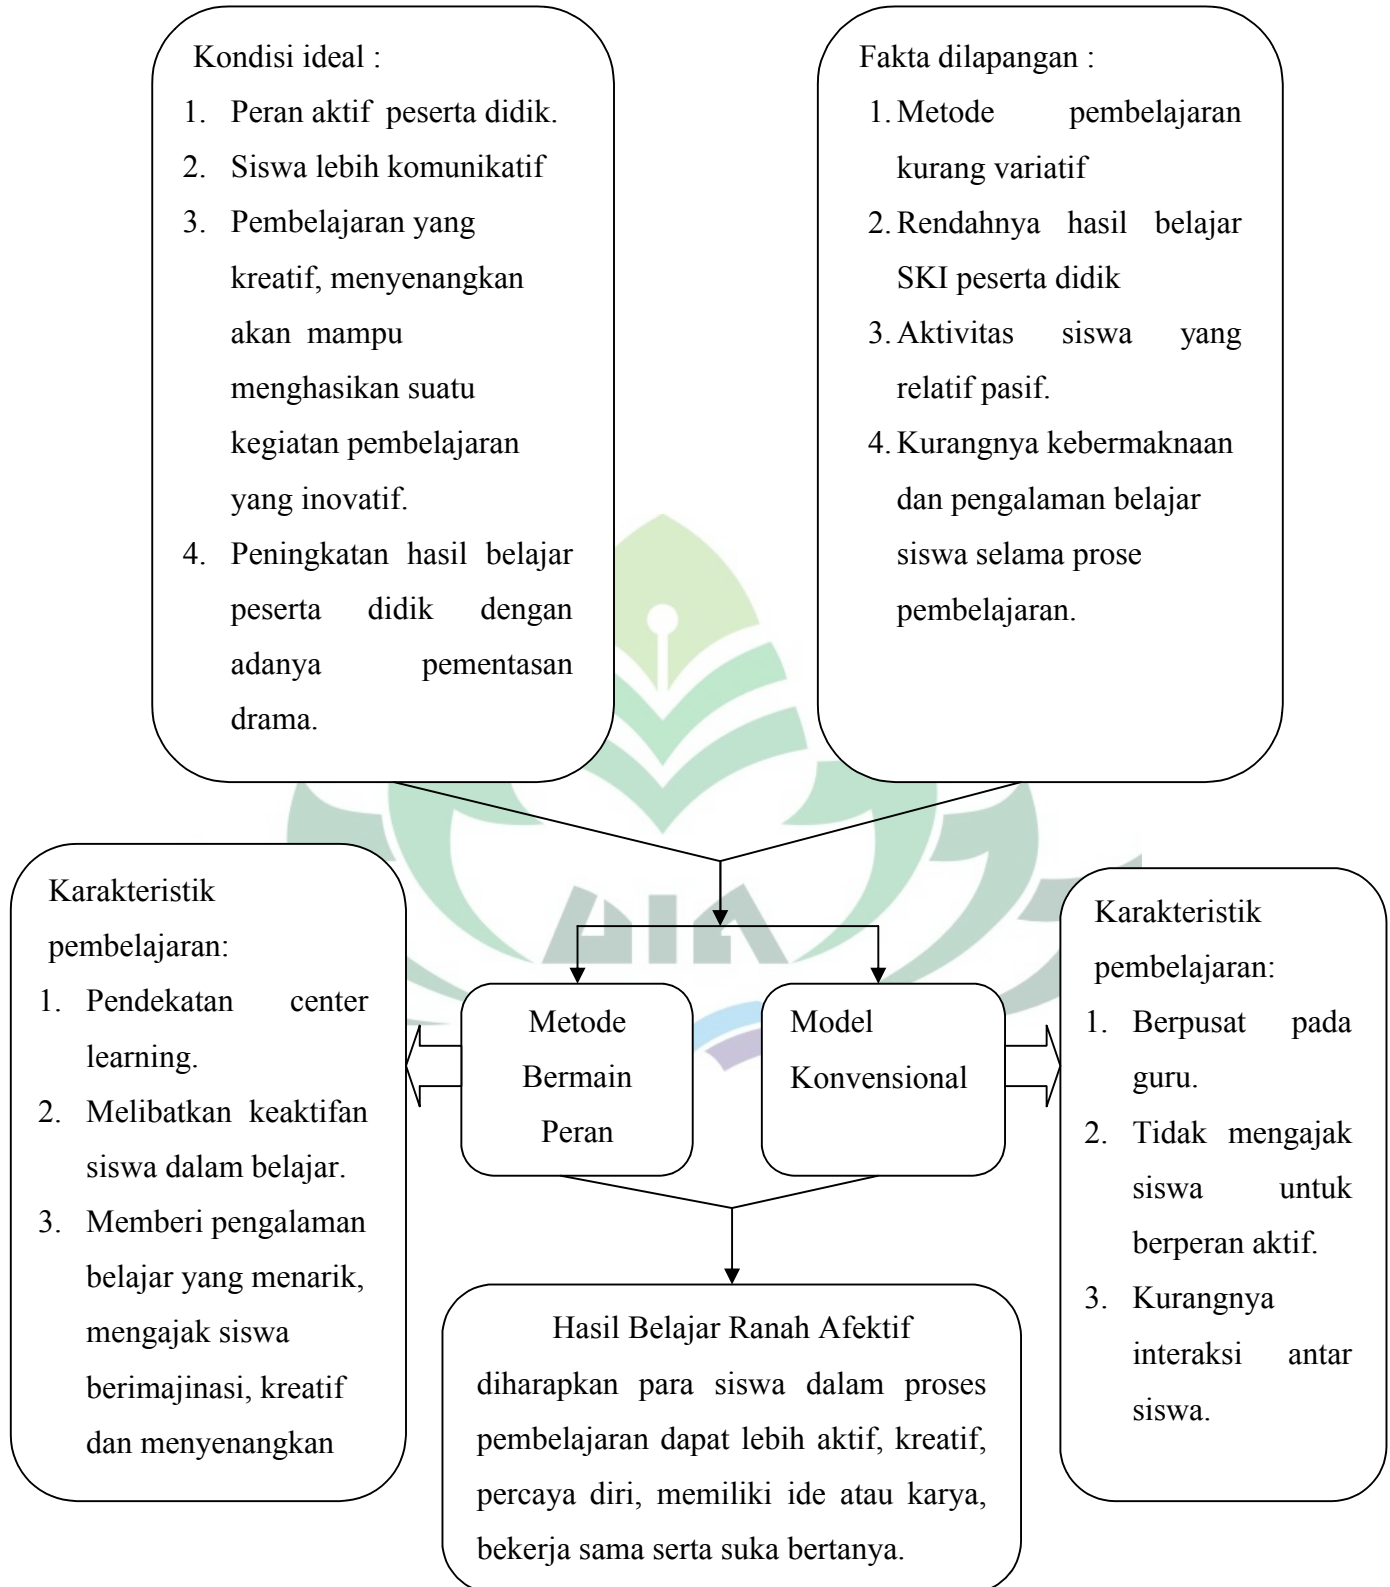 Kondisi ideal :
1. Peran aktif peserta didik.
2. Siswa lebih komunikatif
3. Pembelajaran yang
kreatif, menyenangkan
akan mampu
menghasikan suatu
kegiatan pembelajaran
yang inovatif.
4. Peningkatan hasil belajar
peserta didik dengan
adanya pementasan
drama.
Fakta dilapangan :
1. Metode pembelajaran
kurang variatif
2. Rendahnya hasil belajar
SKI peserta didik
3. Aktivitas siswa yang
relatif pasif.
4. Kurangnya kebermaknaan
dan pengalaman belajar
siswa selama prose
pembelajaran.
Karakteristik
pembelajaran:
1. Pendekatan center
learning.
2. Melibatkan keaktifan
siswa dalam belajar.
3. Memberi pengalaman
belajar yang menarik,
mengajak siswa
berimajinasi, kreatif
dan menyenangkan
Metode
Bermain
Peran
Model
Konvensional
Karakteristik
pembelajaran:
1. Berpusat pada
guru.
2. Tidak mengajak
siswa untuk
berperan aktif.
3. Kurangnya
interaksi antar
siswa.
Hasil Belajar Ranah Afektif
diharapkan para siswa dalam proses
pembelajaran dapat lebih aktif, kreatif,
percaya diri, memiliki ide atau karya,
bekerja sama serta suka bertanya.